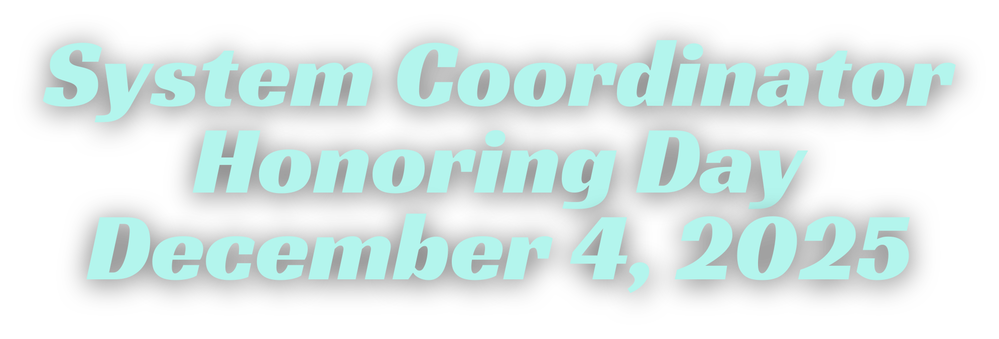 System Coordinator
Honoring Day
December 4, 2025